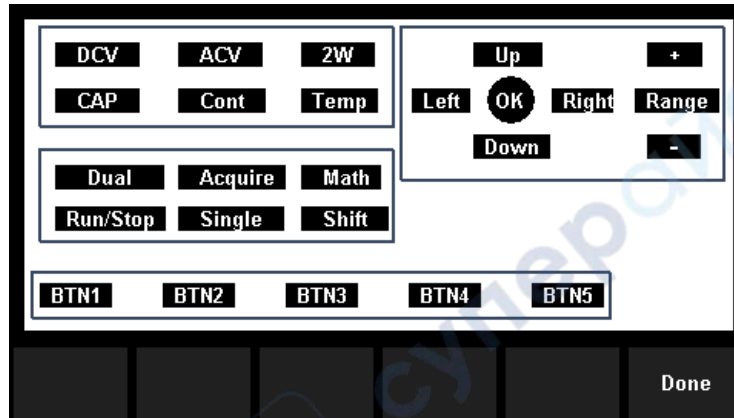 DCV ACV 2W
CAP Cont Temp
Up +
Left OK Right Range
Down -
Dual Acquire Math
Run/Stop Single Shift
BTN1 BTN2 BTN3 BTN4 BTN5
Done